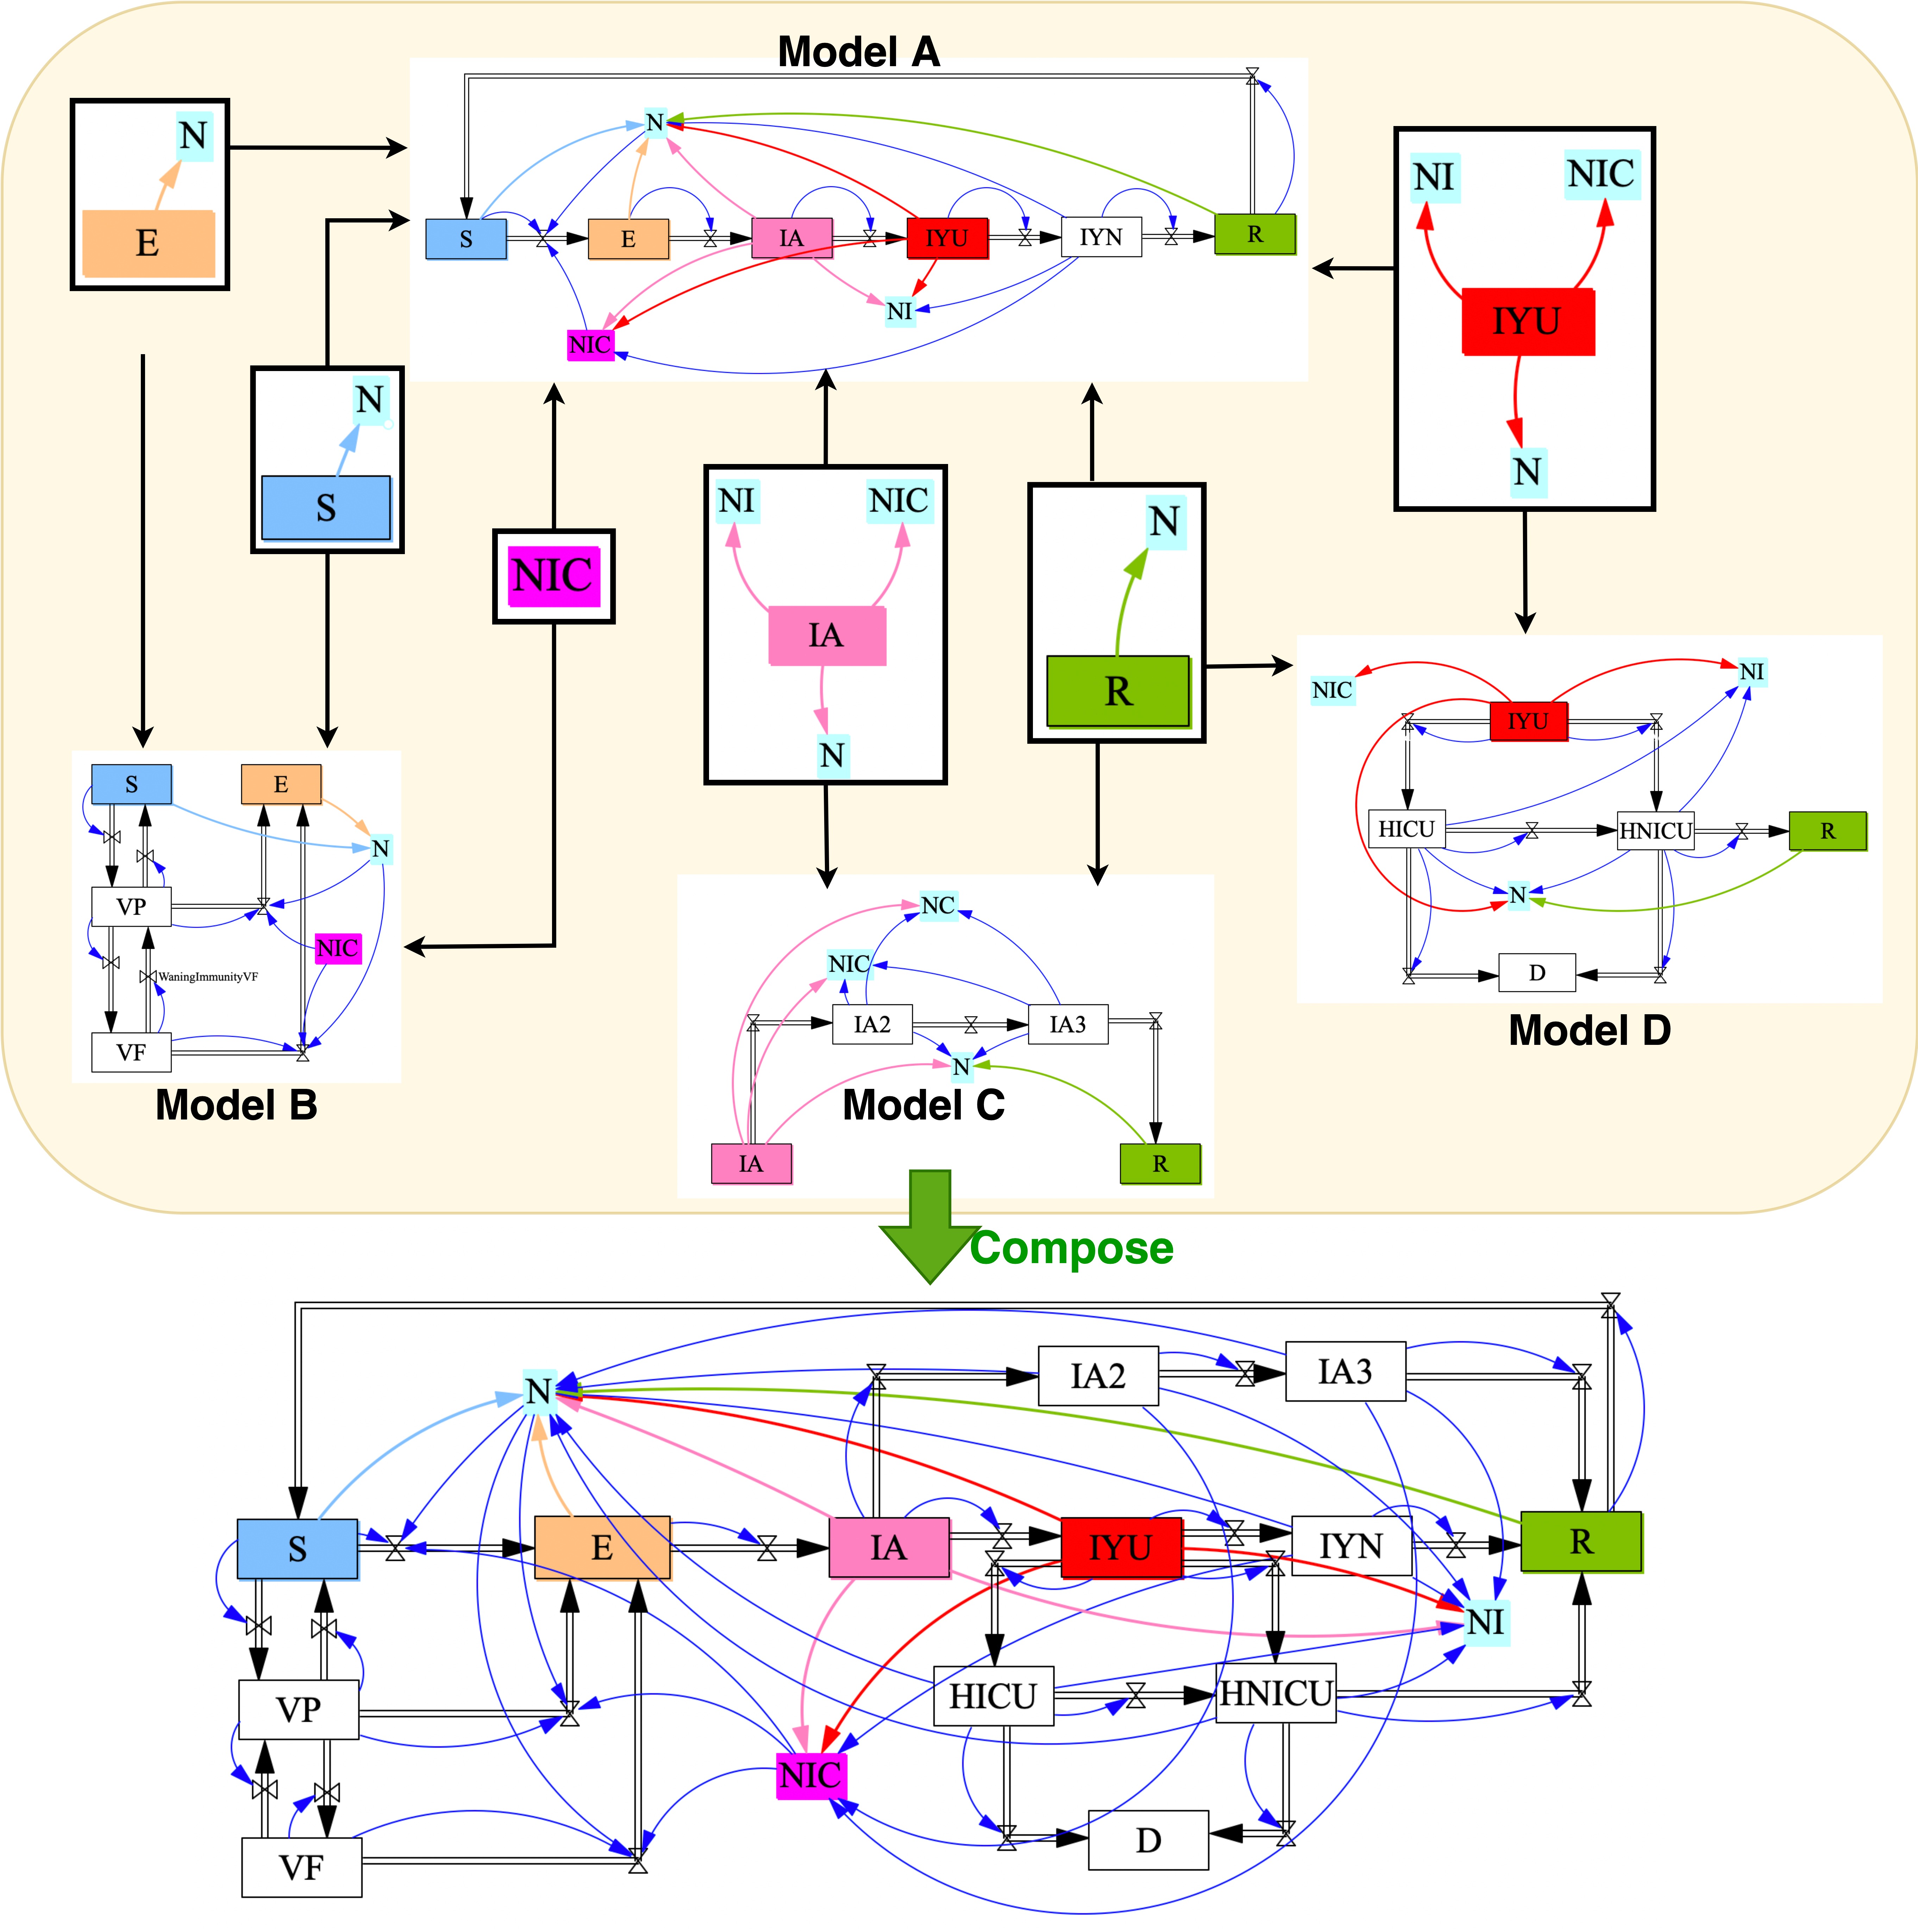 Model A
N
E
N
S
E
IA
IYU
IYN
R
NI
NIC
N
S
NIC
NI
NIC
IA
N
N
R
NI
NIC
IYU
N
S
E
N
VP
NIC
WaningImmunityVF
VF
Model B
NC
NIC
IA2
IA3
N
Model C
IA
R
NIC
NI
IYU
HICU
HNICU
R
N
D
Model D
Compose
N
IA2
IA3
S
E
IA
IYU
IYN
R
NI
VP
HICU
HNICU
NIC
VF
D